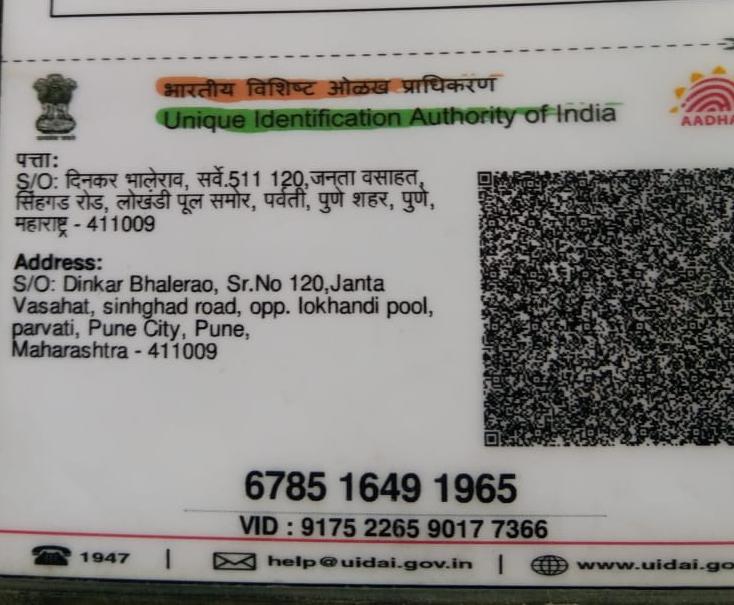 भारतीय विशिष्ट ओळख प्राधिकरण
Unique Identification Authority of India
AADHA
पत्ता:
S/O: दिनकर भालेराव, सर्वे.511 120,जनता वसाहत,
सिंहगड रोड, लोखंडी पूल समोर, पर्वती, पुणे शहर, पुणे,
महाराष्ट्र - 411009
Address:
S/O: Dinkar Bhalerao, Sr.No 120,Janta
Vasahat, sinhghad road, opp. lokhandi pool,
parvati, Pune City, Pune,
Maharashtra - 411009
6785 1649 1965
VID : 9175 2265 9017 7366
1947 | help@uidai.gov.in | www.uidai.go